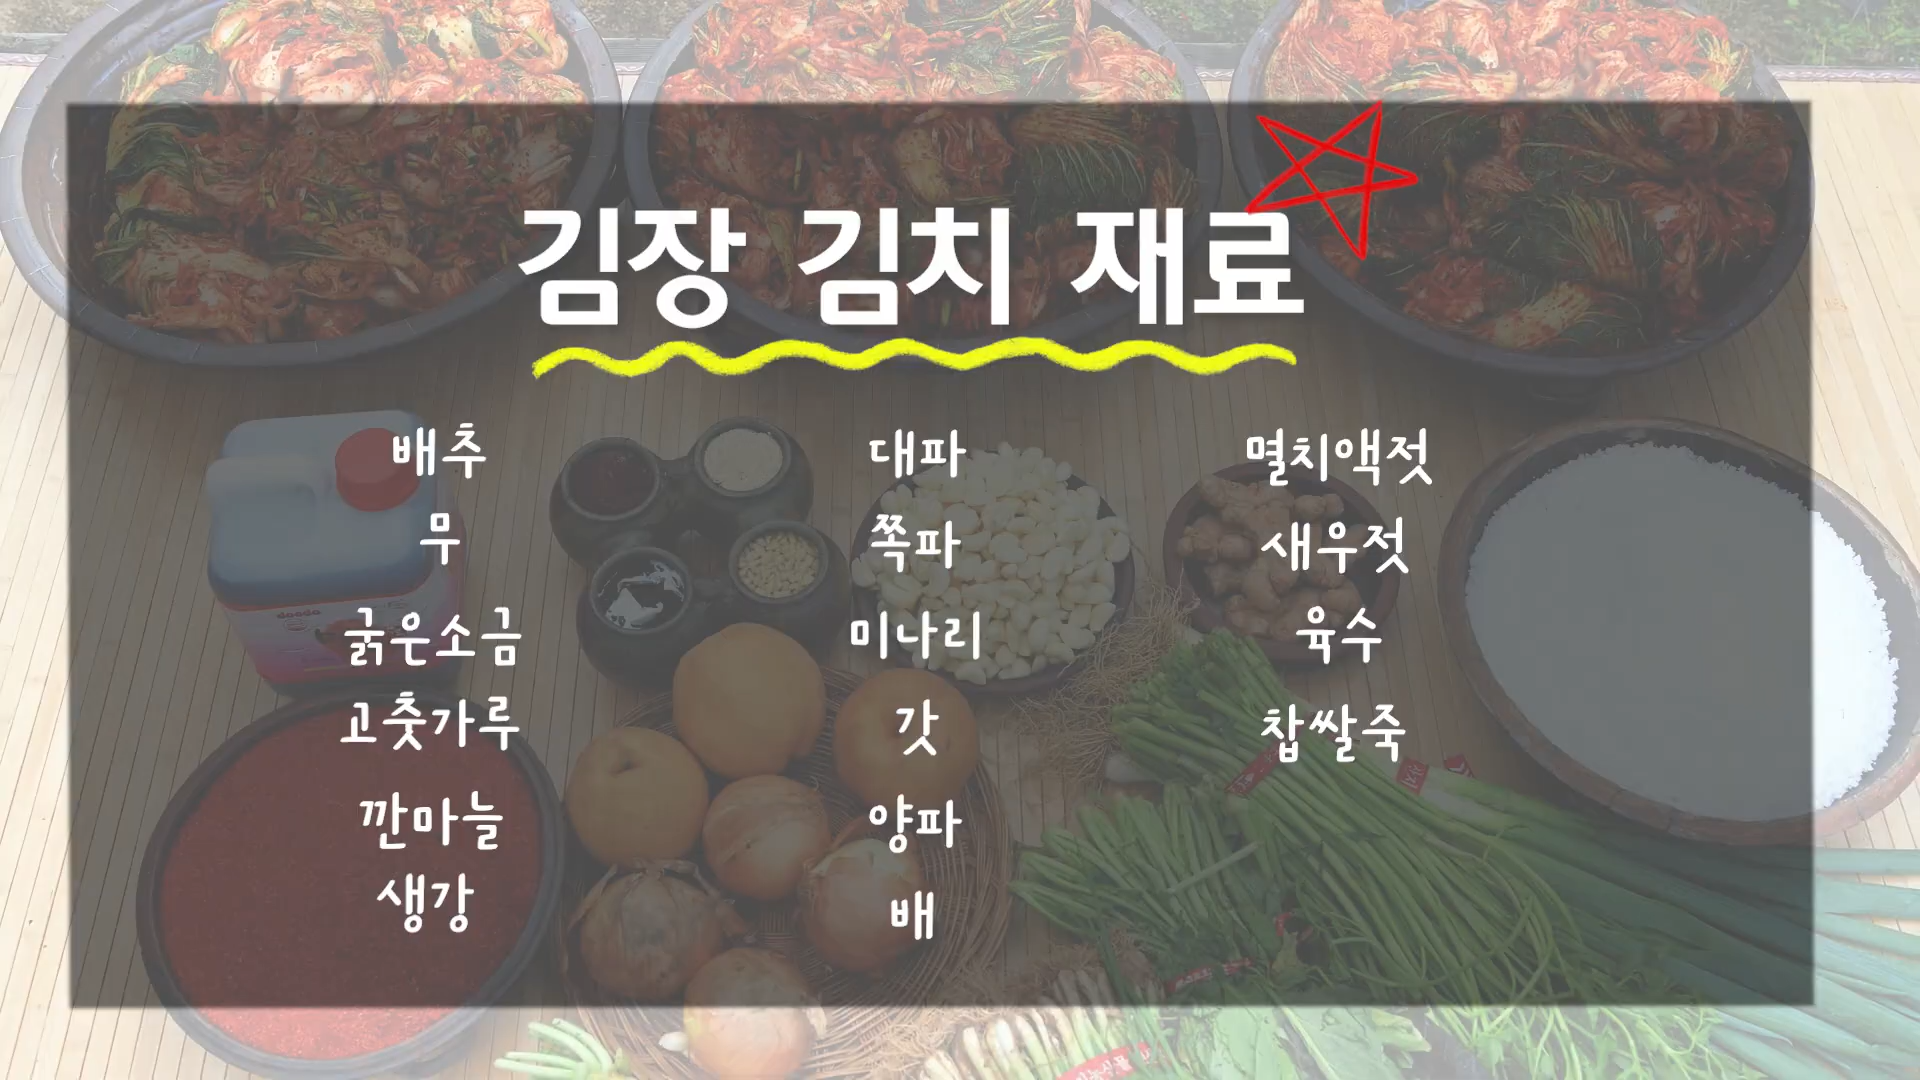 김장 김치 재료
배추
무
굵은소금
고춧가루
깐마늘
생강
대파
쪽파
미나리
갓
양파
배
멸치액젓
새우젓
육수
찹쌀죽